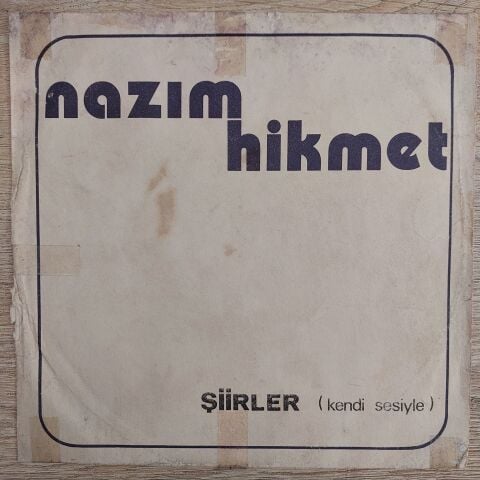 nazım
hikmet
ŞİİRLER (kendi sesiyle)